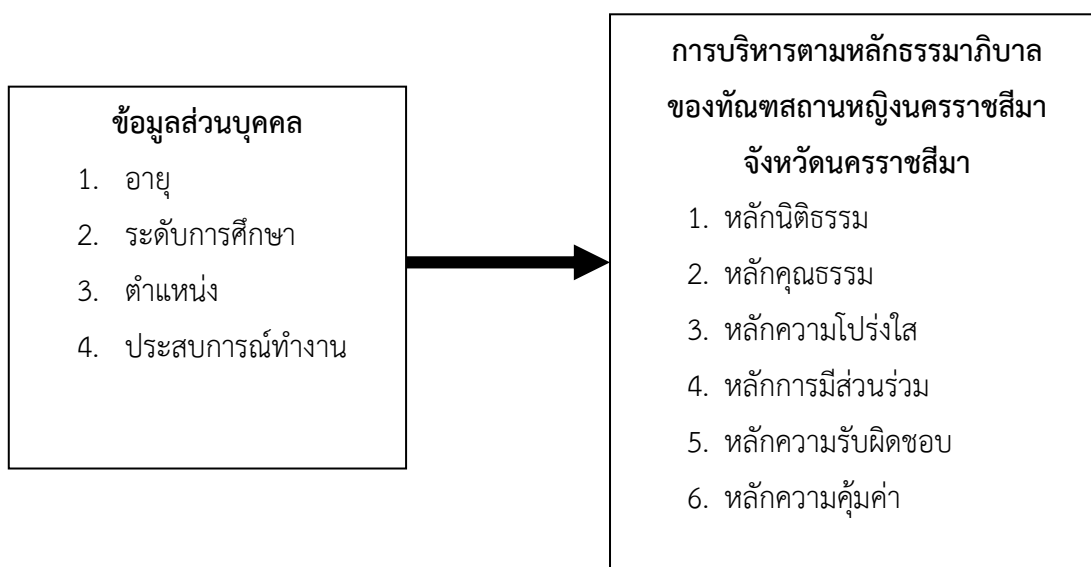 ข้อมูลส่วนบุคคล
1. อายุ
2. ระดับการศึกษา
3. ตำแหน่ง
4. ประสบการณ์ทำงาน
การบริหารตามหลักธรรมาภิบาล
ของทัณฑสถานหญิงนครราชสีมา
จังหวัดนครราชสีมา
1. หลักนิติธรรม
2. หลักคุณธรรม
3. หลักความโปร่งใส
4. หลักการมีส่วนร่วม
5. หลักความรับผิดชอบ
6. หลักความคุ้มค่า